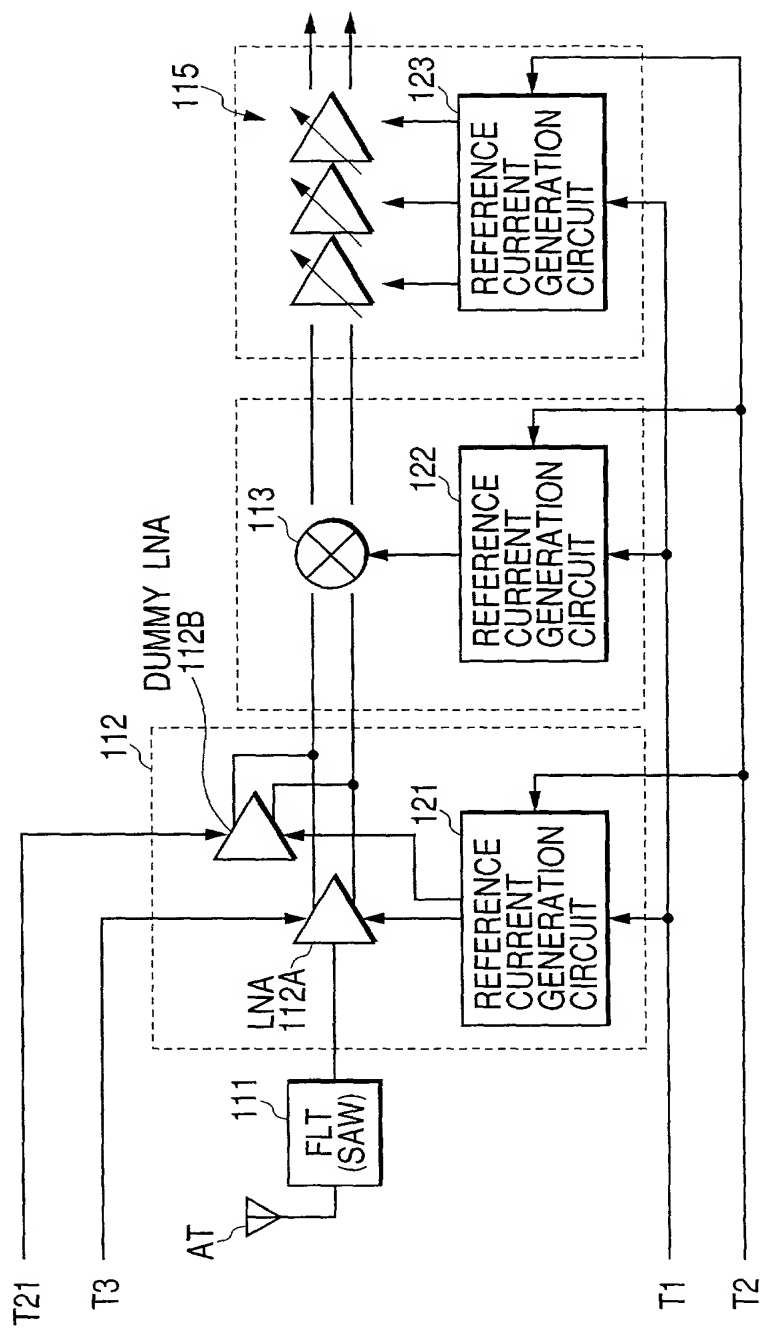 T21
T3
AT
111
FLT
(SAW)
LNA
112A
112
DUMMY LNA
112B
113
115
121
REFERENCE
CURRENT
GENERATION
CIRCUIT
122
REFERENCE
CURRENT
GENERATION
CIRCUIT
123
REFERENCE
CURRENT
GENERATION
CIRCUIT
T1
T2